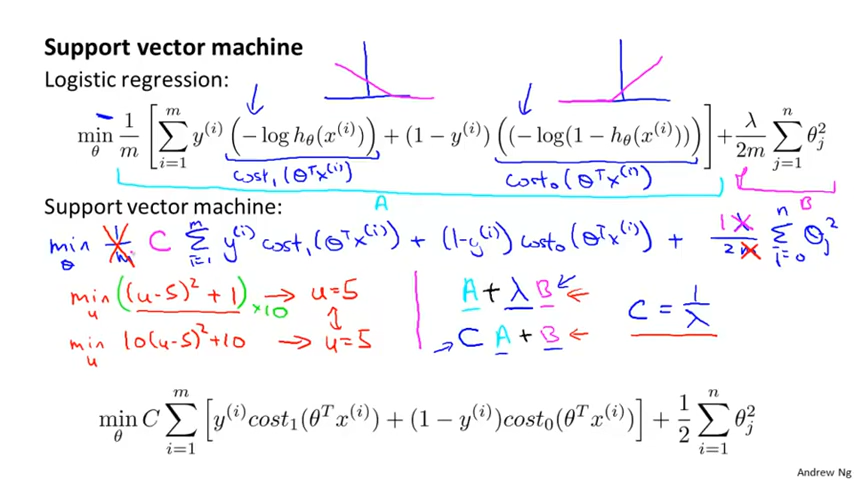 Support vector machine
Logistic regression:
min_θ 1/m [ Σ_{i=1}^{m} y^{(i)} (−log h_θ(x^{(i)})) + (1 − y^{(i)}) ((−log(1 − h_θ(x^{(i)})))) ] + λ/2m Σ_{j=1}^{n} θ_j^2
cost_1(θ^T x^{(i)}) cost_0(θ^T x^{(i)})
A B
Support vector machine:
min_θ 1/m C Σ_{i=1}^{m} y^{(i)} cost_1(θ^T x^{(i)}) + (1−y^{(i)}) cost_0(θ^T x^{(i)}) + 1 λ/2m Σ_{i=0}^{n} θ_j^2
min_u ((u−5)^2 + 1) ×10 → u=5
A + λ B ←
C = 1/λ
min_u 10(u−5)^2 +10 → u=5
→ C A + B ←
min_θ C Σ_{i=1}^{m} [ y^{(i)} cost_1(θ^T x^{(i)}) + (1 − y^{(i)}) cost_0(θ^T x^{(i)}) ] + 1/2 Σ_{i=1}^{n} θ_j^2
Andrew Ng